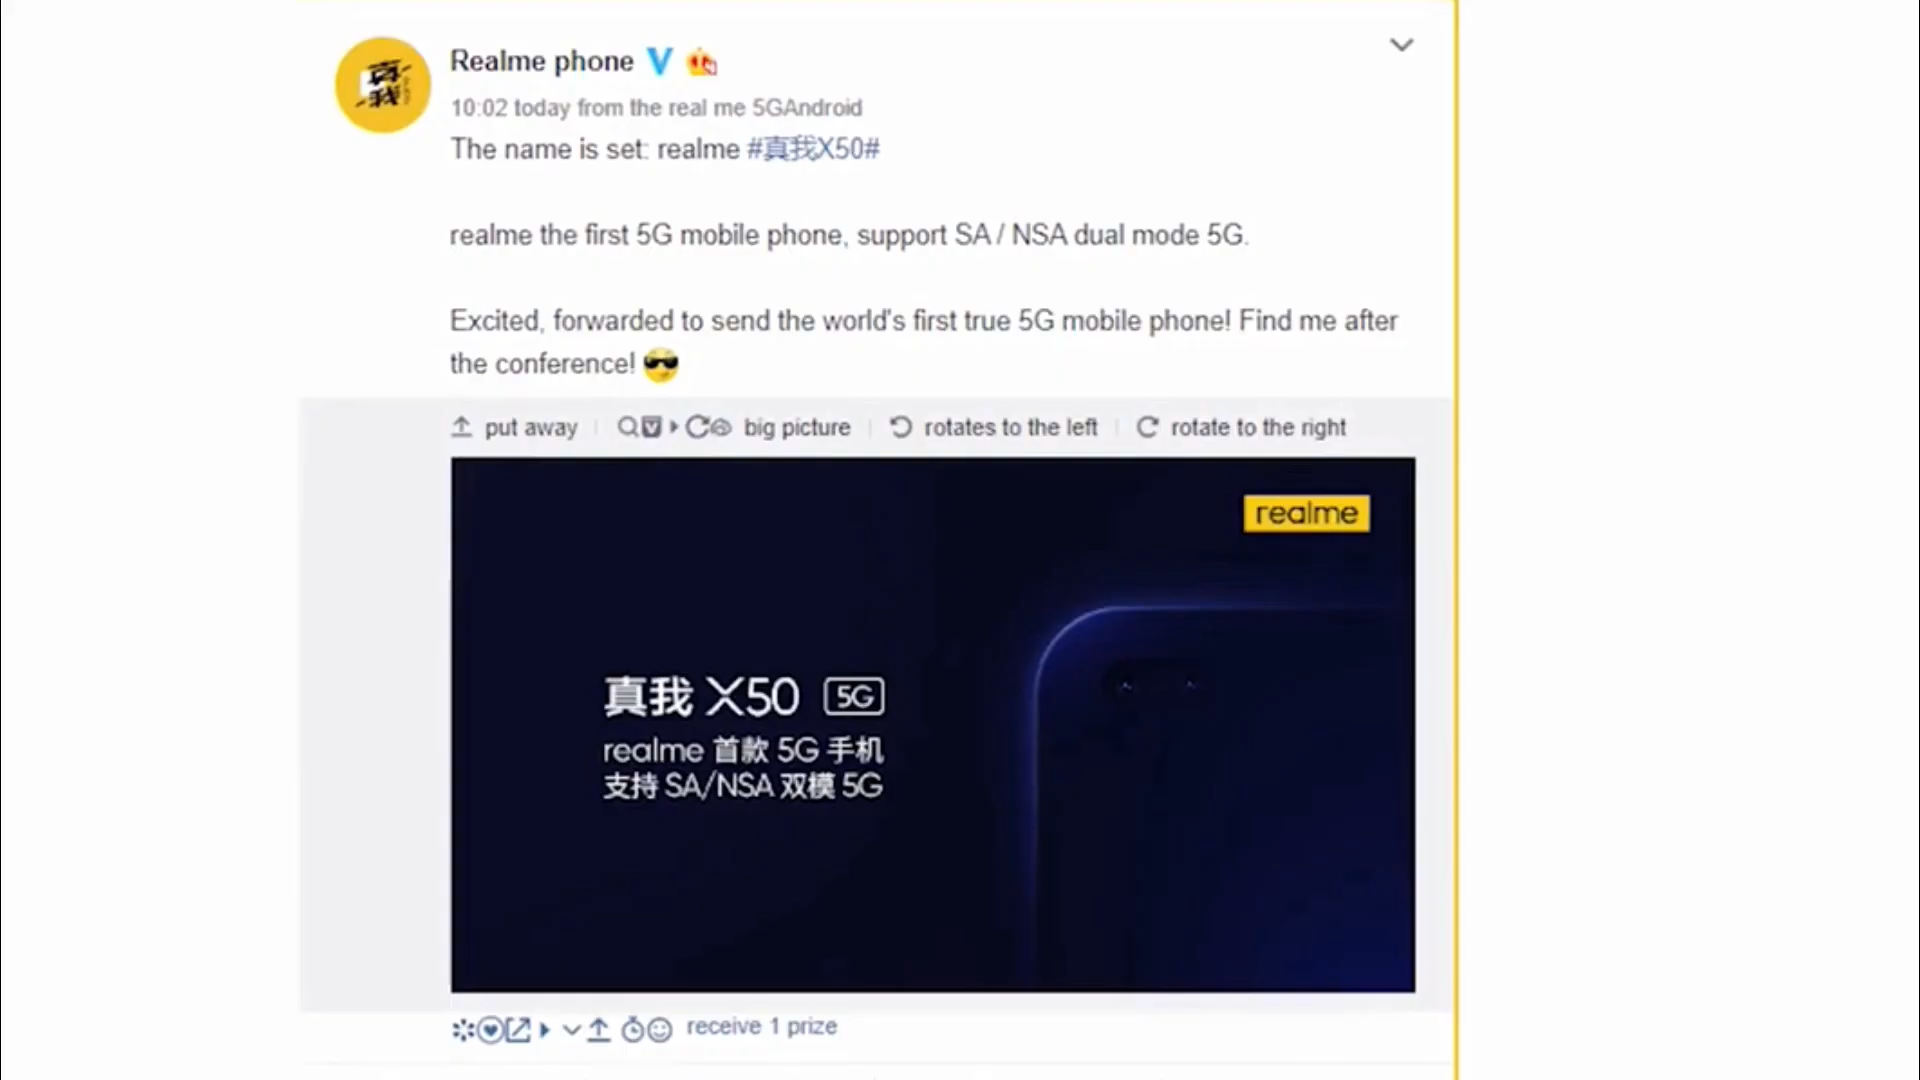 真我
Realme phone
10:02 today from the real me 5GAndroid
The name is set: realme #真我X50#
realme the first 5G mobile phone, support SA / NSA dual mode 5G.
Excited, forwarded to send the world's first true 5G mobile phone! Find me after
the conference!
put away big picture rotates to the left rotate to the right
realme
真我 X50 5G
realme 首款 5G 手机
支持 SA/NSA 双模 5G
receive 1 prize